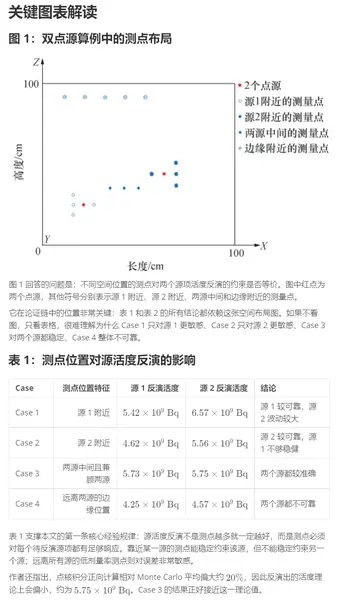 关键图表解读
图 1：双点源算例中的测点布局
Z
100
2个点源
源1附近的测量点
源2附近的测量点
两源中间的测量点
边缘附近的测量点
高度/cm
Y
0
100
X
长度/cm
图 1 回答的问题是：不同空间位置的测点对两个源项活度反演的约束是否等价。图中红点为
两个点源，其他符号分别表示源 1 附近、源 2 附近、两源中间和边缘附近的测量点。
它在论证链中的位置非常关键：表 1 和表 2 的所有结论都依赖这张空间布局图。如果不看
图，只看表格，很难理解为什么 Case 1 只对源 1 更敏感、Case 2 只对源 2 更敏感、Case 3
对两个源都稳定、Case 4 整体不可靠。
表 1：测点位置对源活度反演的影响
Case 测点位置特征 源 1 反演活度 源 2 反演活度 结论
Case 1 源 1 附近 5.42 × 10⁹ Bq 6.57 × 10⁹ Bq 源 1 较可靠，源
2 波动较大
Case 2 源 2 附近 4.62 × 10⁹ Bq 5.56 × 10⁹ Bq 源 2 较可靠，源
1 不够稳健
Case 3 两源中间且兼
顾两源 5.73 × 10⁹ Bq 5.75 × 10⁹ Bq 两个源都较准确
Case 4 远离两源的边
缘位置 4.25 × 10⁹ Bq 4.57 × 10⁹ Bq 两个源都不可靠
表 1 支撑本文的第一条核心经验规律：源活度反演不是测点越多就一定越好，而是测点必须
对每个待反演源项都有足够响应。靠近某一源的测点能稳定约束该源，但不能稳定约束另一
个源；远离所有源的低剂量率测点则对误差非常敏感。
作者还指出，点核积分正向计算相对 Monte Carlo 平均偏大约 20%，因此反演出的活度理
论上会偏小，约为 5.75 × 10⁹ Bq。Case 3 的结果正好接近这一理论值。